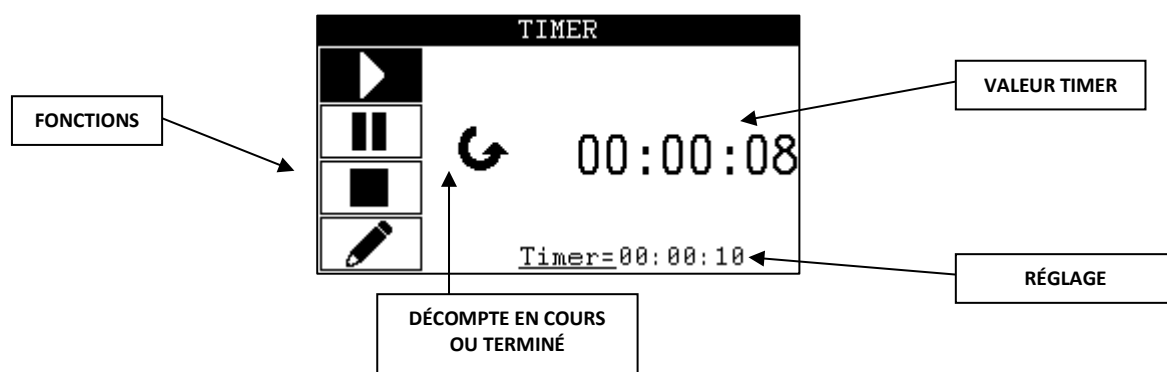 TIMER
VALEUR TIMER
FONCTIONS
00:00:08
Timer=00:00:10
RÉGLAGE
DÉCOMPTE EN COURS
OU TERMINÉ